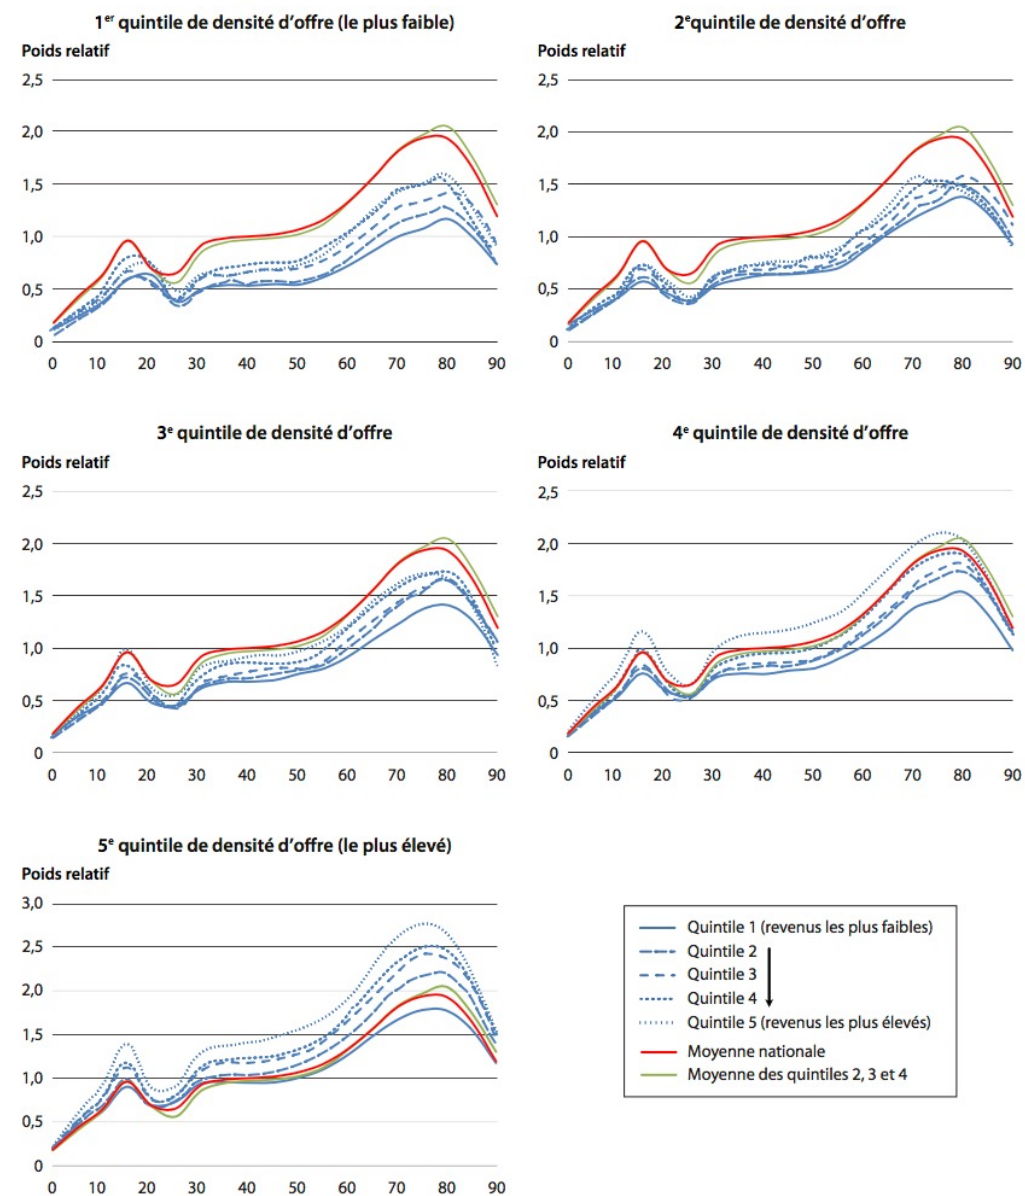 1er quintile de densité d’offre (le plus faible)
Poids relatif
2,5
2,0
1,5
1,0
0,5
0
0 10 20 30 40 50 60 70 80 90
2equintile de densité d’offre
Poids relatif
2,5
2,0
1,5
1,0
0,5
0
0 10 20 30 40 50 60 70 80 90
3e quintile de densité d’offre
Poids relatif
2,5
2,0
1,5
1,0
0,5
0
0 10 20 30 40 50 60 70 80 90
4e quintile de densité d’offre
Poids relatif
2,5
2,0
1,5
1,0
0,5
0
0 10 20 30 40 50 60 70 80 90
5e quintile de densité d’offre (le plus élevé)
Poids relatif
3,0
2,5
2,0
1,5
1,0
0,5
0
0 10 20 30 40 50 60 70 80 90
Quintile 1 (revenus les plus faibles)
Quintile 2
Quintile 3
Quintile 4
Quintile 5 (revenus les plus élevés)
Moyenne nationale
Moyenne des quintiles 2, 3 et 4